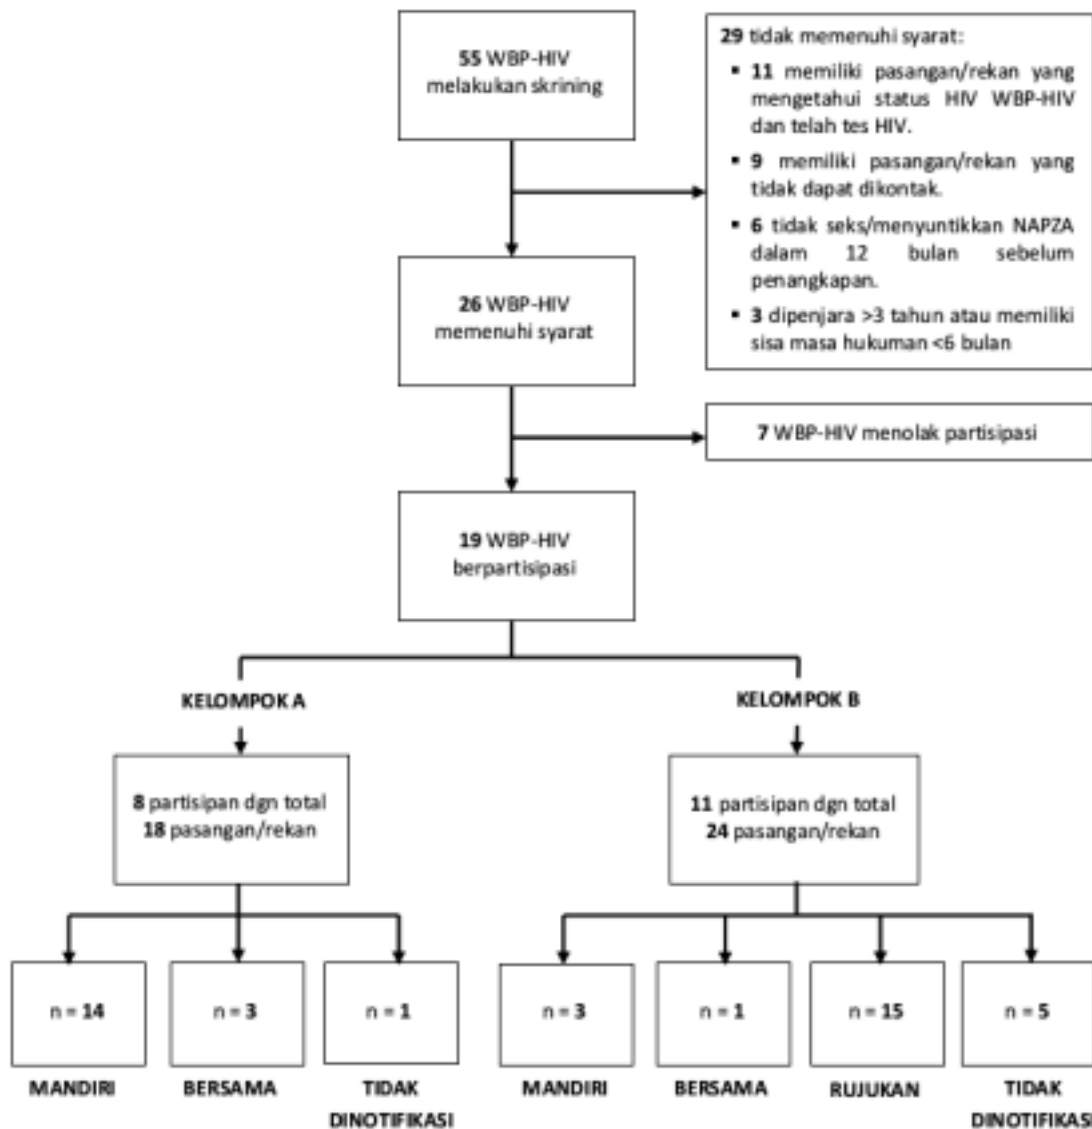 55 WBP-HIV
melakukan skrining
29 tidak memenuhi syarat:
▪ 11 memiliki pasangan/rekan yang
mengetahui status HIV WBP-HIV
dan telah tes HIV.
▪ 9 memiliki pasangan/rekan yang
tidak dapat dikontak.
▪ 6 tidak seks/menyuntikkan NAPZA
dalam 12 bulan sebelum
penangkapan.
▪ 3 dipenjara >3 tahun atau memiliki
sisa masa hukuman <6 bulan
26 WBP-HIV
memenuhi syarat
7 WBP-HIV menolak partisipasi
19 WBP-HIV
berpartisipasi
KELOMPOK A
KELOMPOK B
8 partisipan dgn total
18 pasangan/rekan
11 partisipan dgn total
24 pasangan/rekan
n = 14
n = 3
n = 1
n = 3
n = 1
n = 15
n = 5
MANDIRI
BERSAMA
TIDAK
DINOTIFIKASI
MANDIRI
BERSAMA
RUJUKAN
TIDAK
DINOTIFIKASI